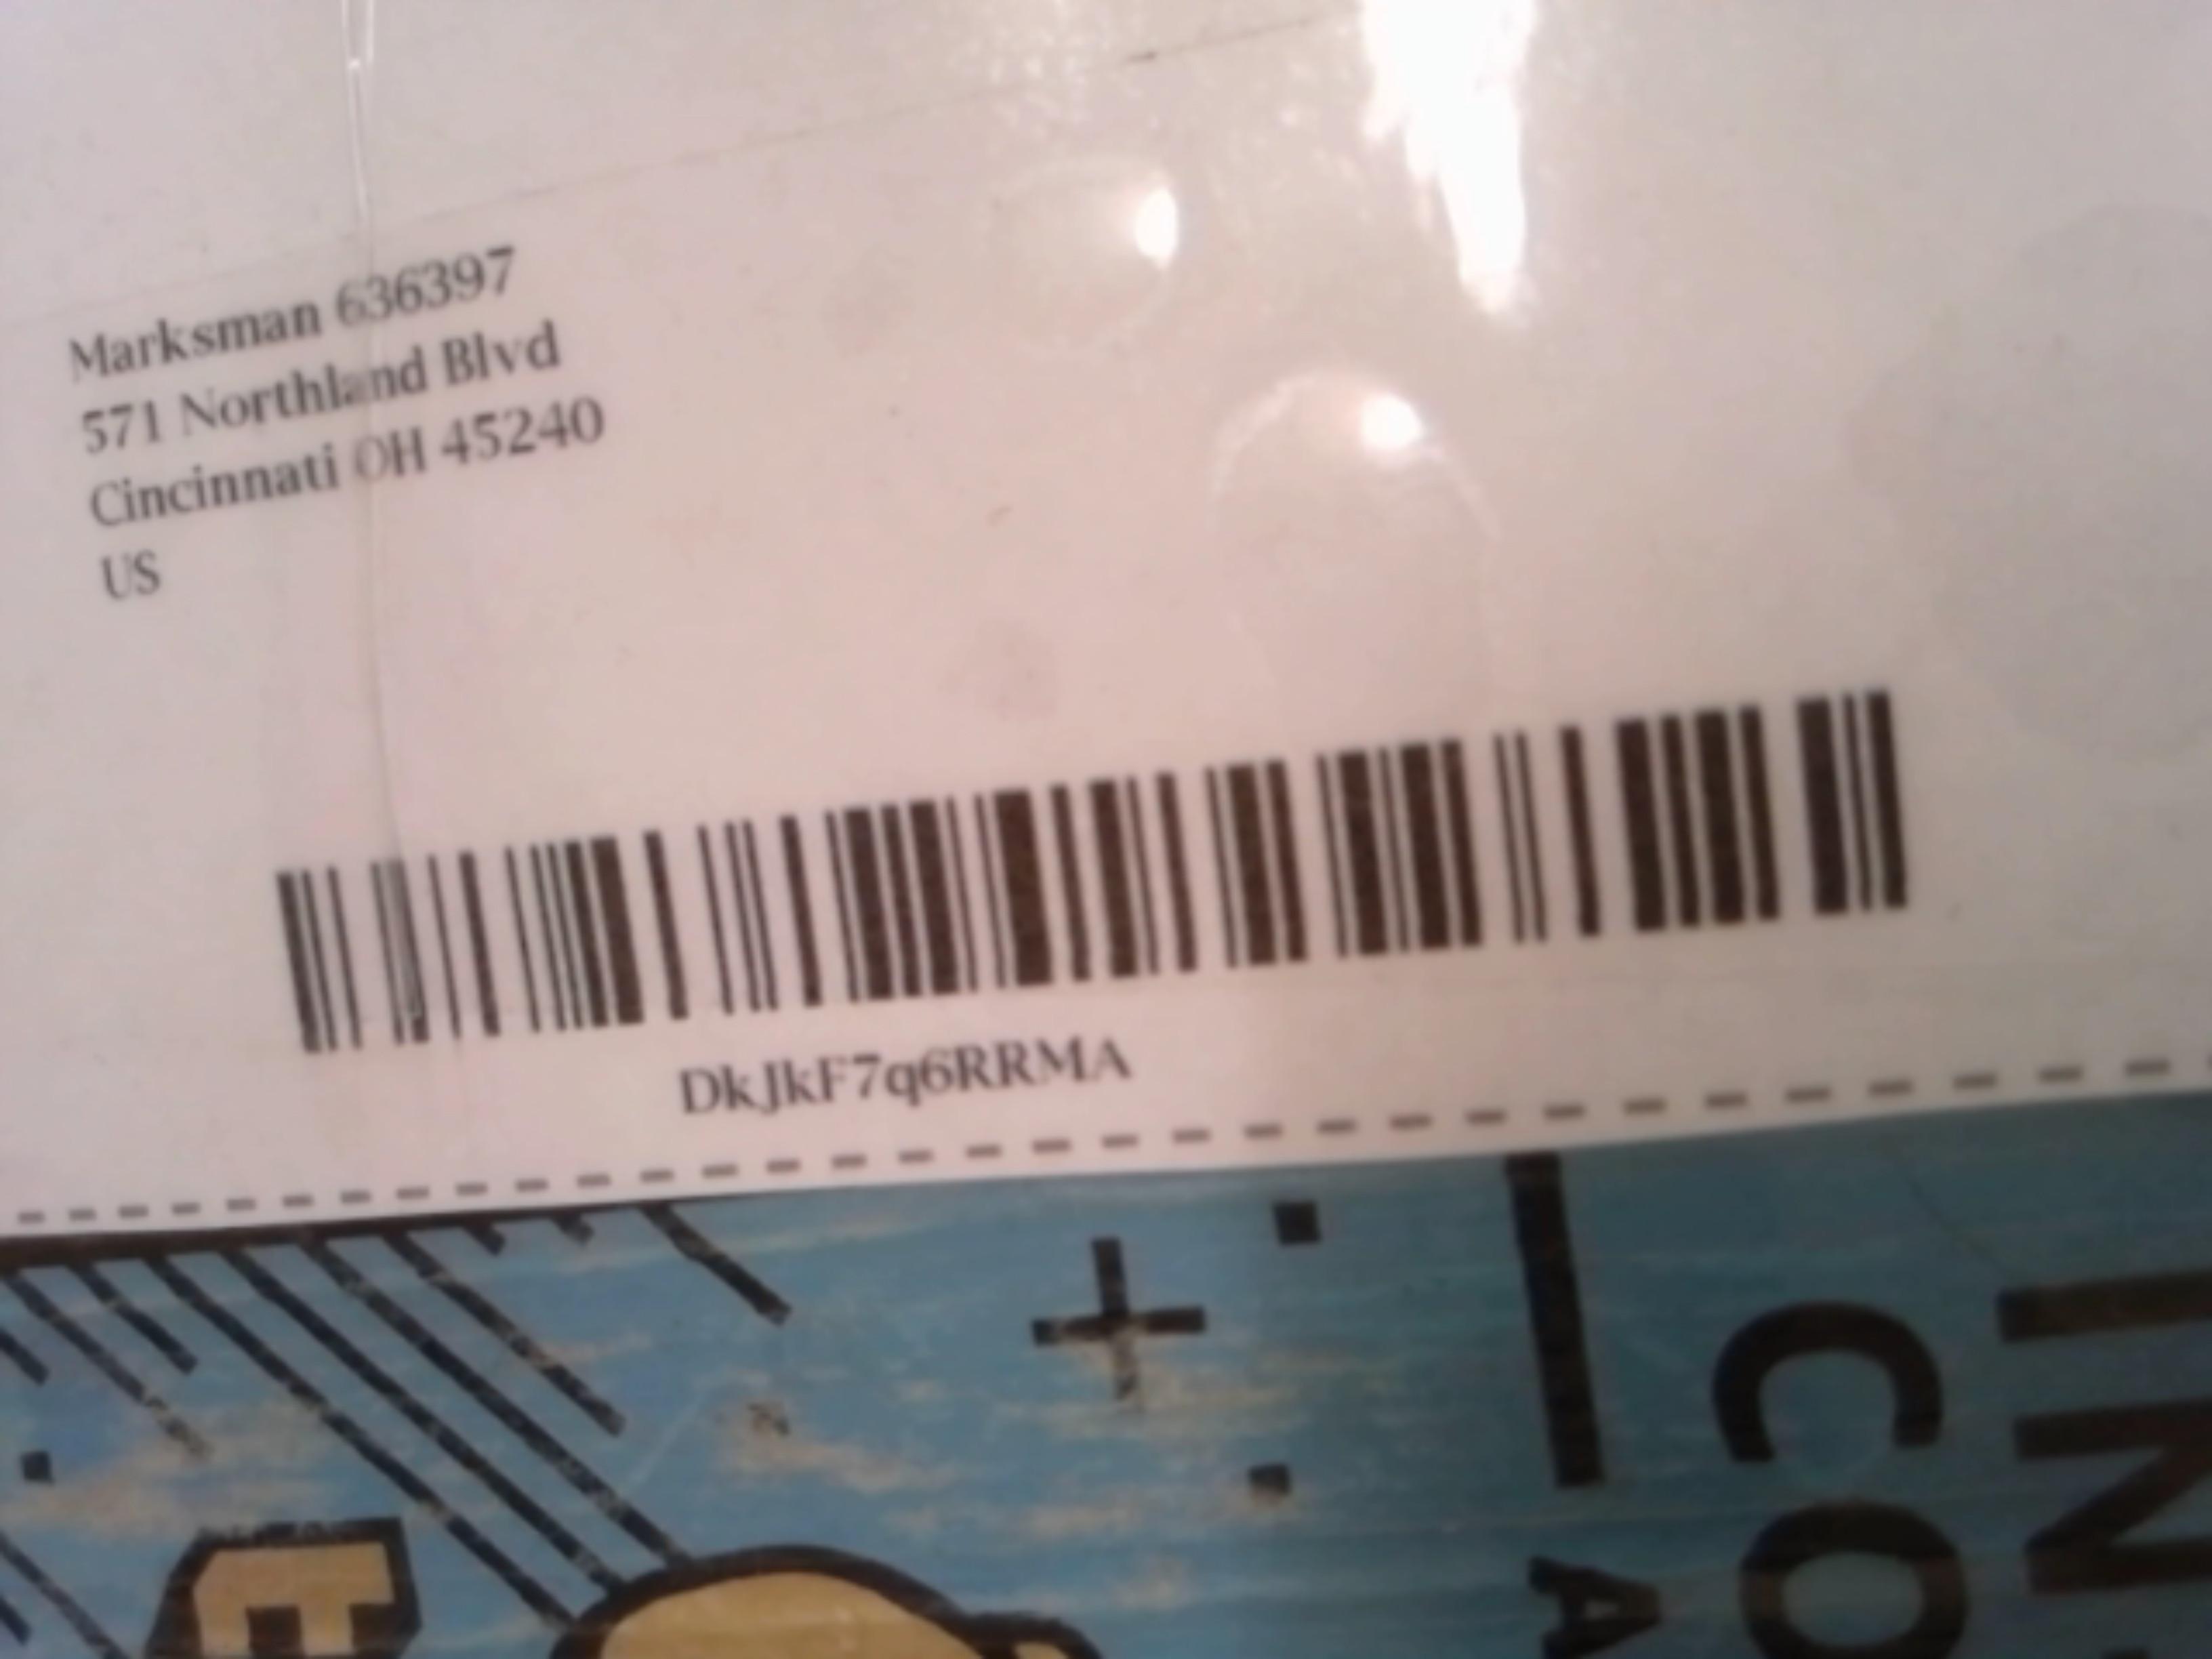 Marksman 636397
571 Northland Blvd
Cincinnati OH 45240
US
DkJkF7q6RRMA